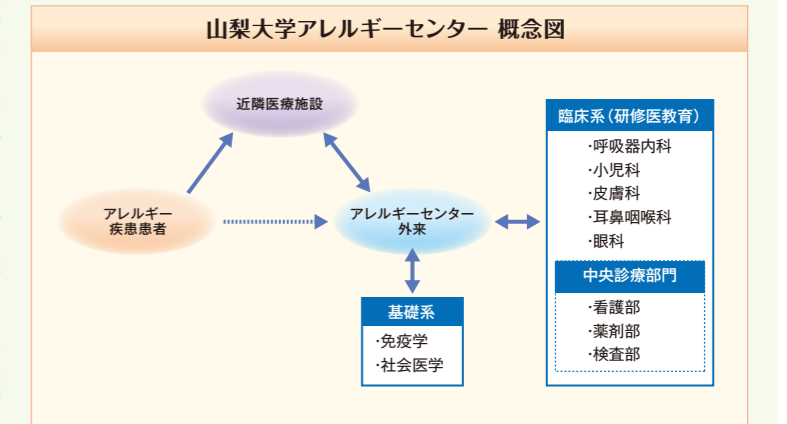 山梨大学アレルギーセンター 概念図
近隣医療施設
アレルギー
疾患患者
アレルギーセンター
外来
臨床系（研修医教育）
･呼吸器内科
･小児科
･皮膚科
･耳鼻咽喉科
･眼科
中央診療部門
･看護部
･薬剤部
･検査部
基礎系
･免疫学
･社会医学